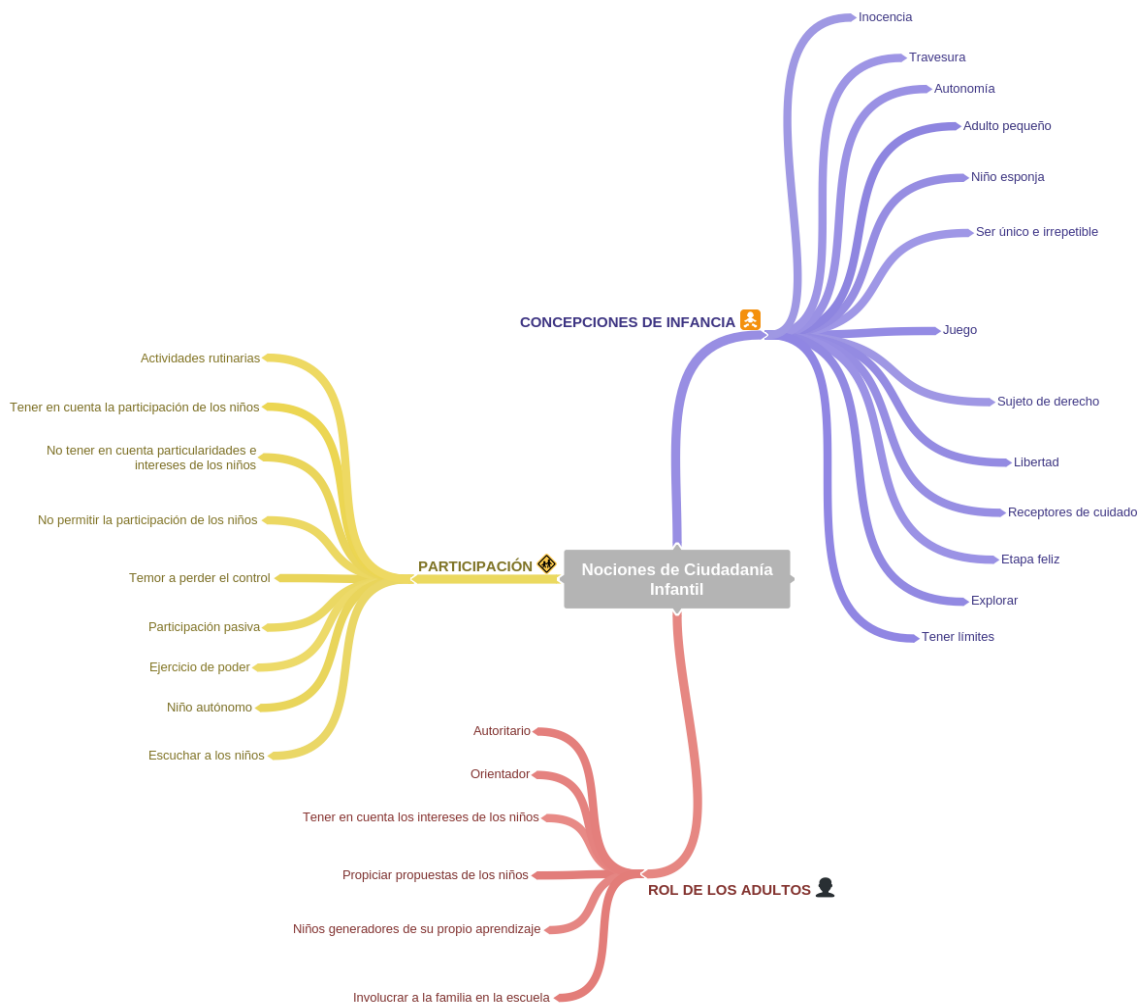 Nociones de Ciudadanía
Infantil
CONCEPCIONES DE INFANCIA
Inocencia
Travesura
Autonomía
Adulto pequeño
Niño esponja
Ser único e irrepetible
Juego
Sujeto de derecho
Libertad
Receptores de cuidado
Etapa feliz
Explorar
Tener límites
PARTICIPACIÓN
Actividades rutinarias
Tener en cuenta la participación de los niños
No tener en cuenta particularidades e
intereses de los niños
No permitir la participación de los niños
Temor a perder el control
Participación pasiva
Ejercicio de poder
Niño autónomo
Escuchar a los niños
ROL DE LOS ADULTOS
Autoritario
Orientador
Tener en cuenta los intereses de los niños
Propiciar propuestas de los niños
Niños generadores de su propio aprendizaje
Involucrar a la familia en la escuela